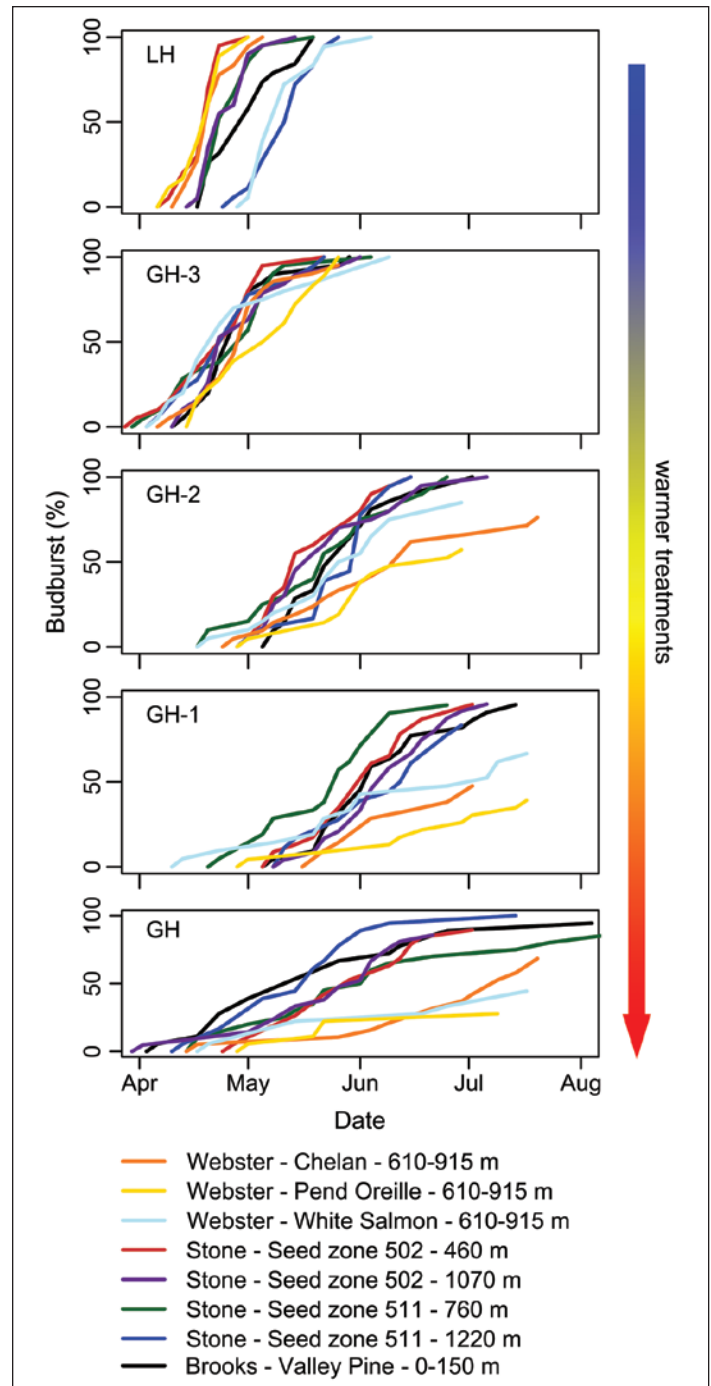 LH
0 50 100
GH-3
0 50 100
GH-2
0 50 100
GH-1
0 50 100
GH
0 50 100
Budburst (%)
Apr May Jun Jul Aug
Date
warmer treatments
Webster - Chelan - 610-915 m
Webster - Pend Oreille - 610-915 m
Webster - White Salmon - 610-915 m
Stone - Seed zone 502 - 460 m
Stone - Seed zone 502 - 1070 m
Stone - Seed zone 511 - 760 m
Stone - Seed zone 511 - 1220 m
Brooks - Valley Pine - 0-150 m